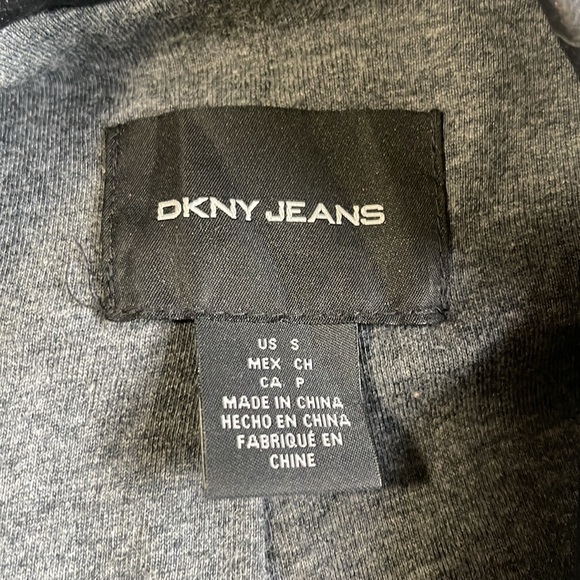 DKNY JEANS
US S
MEX CH
CA P
MADE IN CHINA
HECHO EN CHINA
FABRIQUÉ EN
CHINE